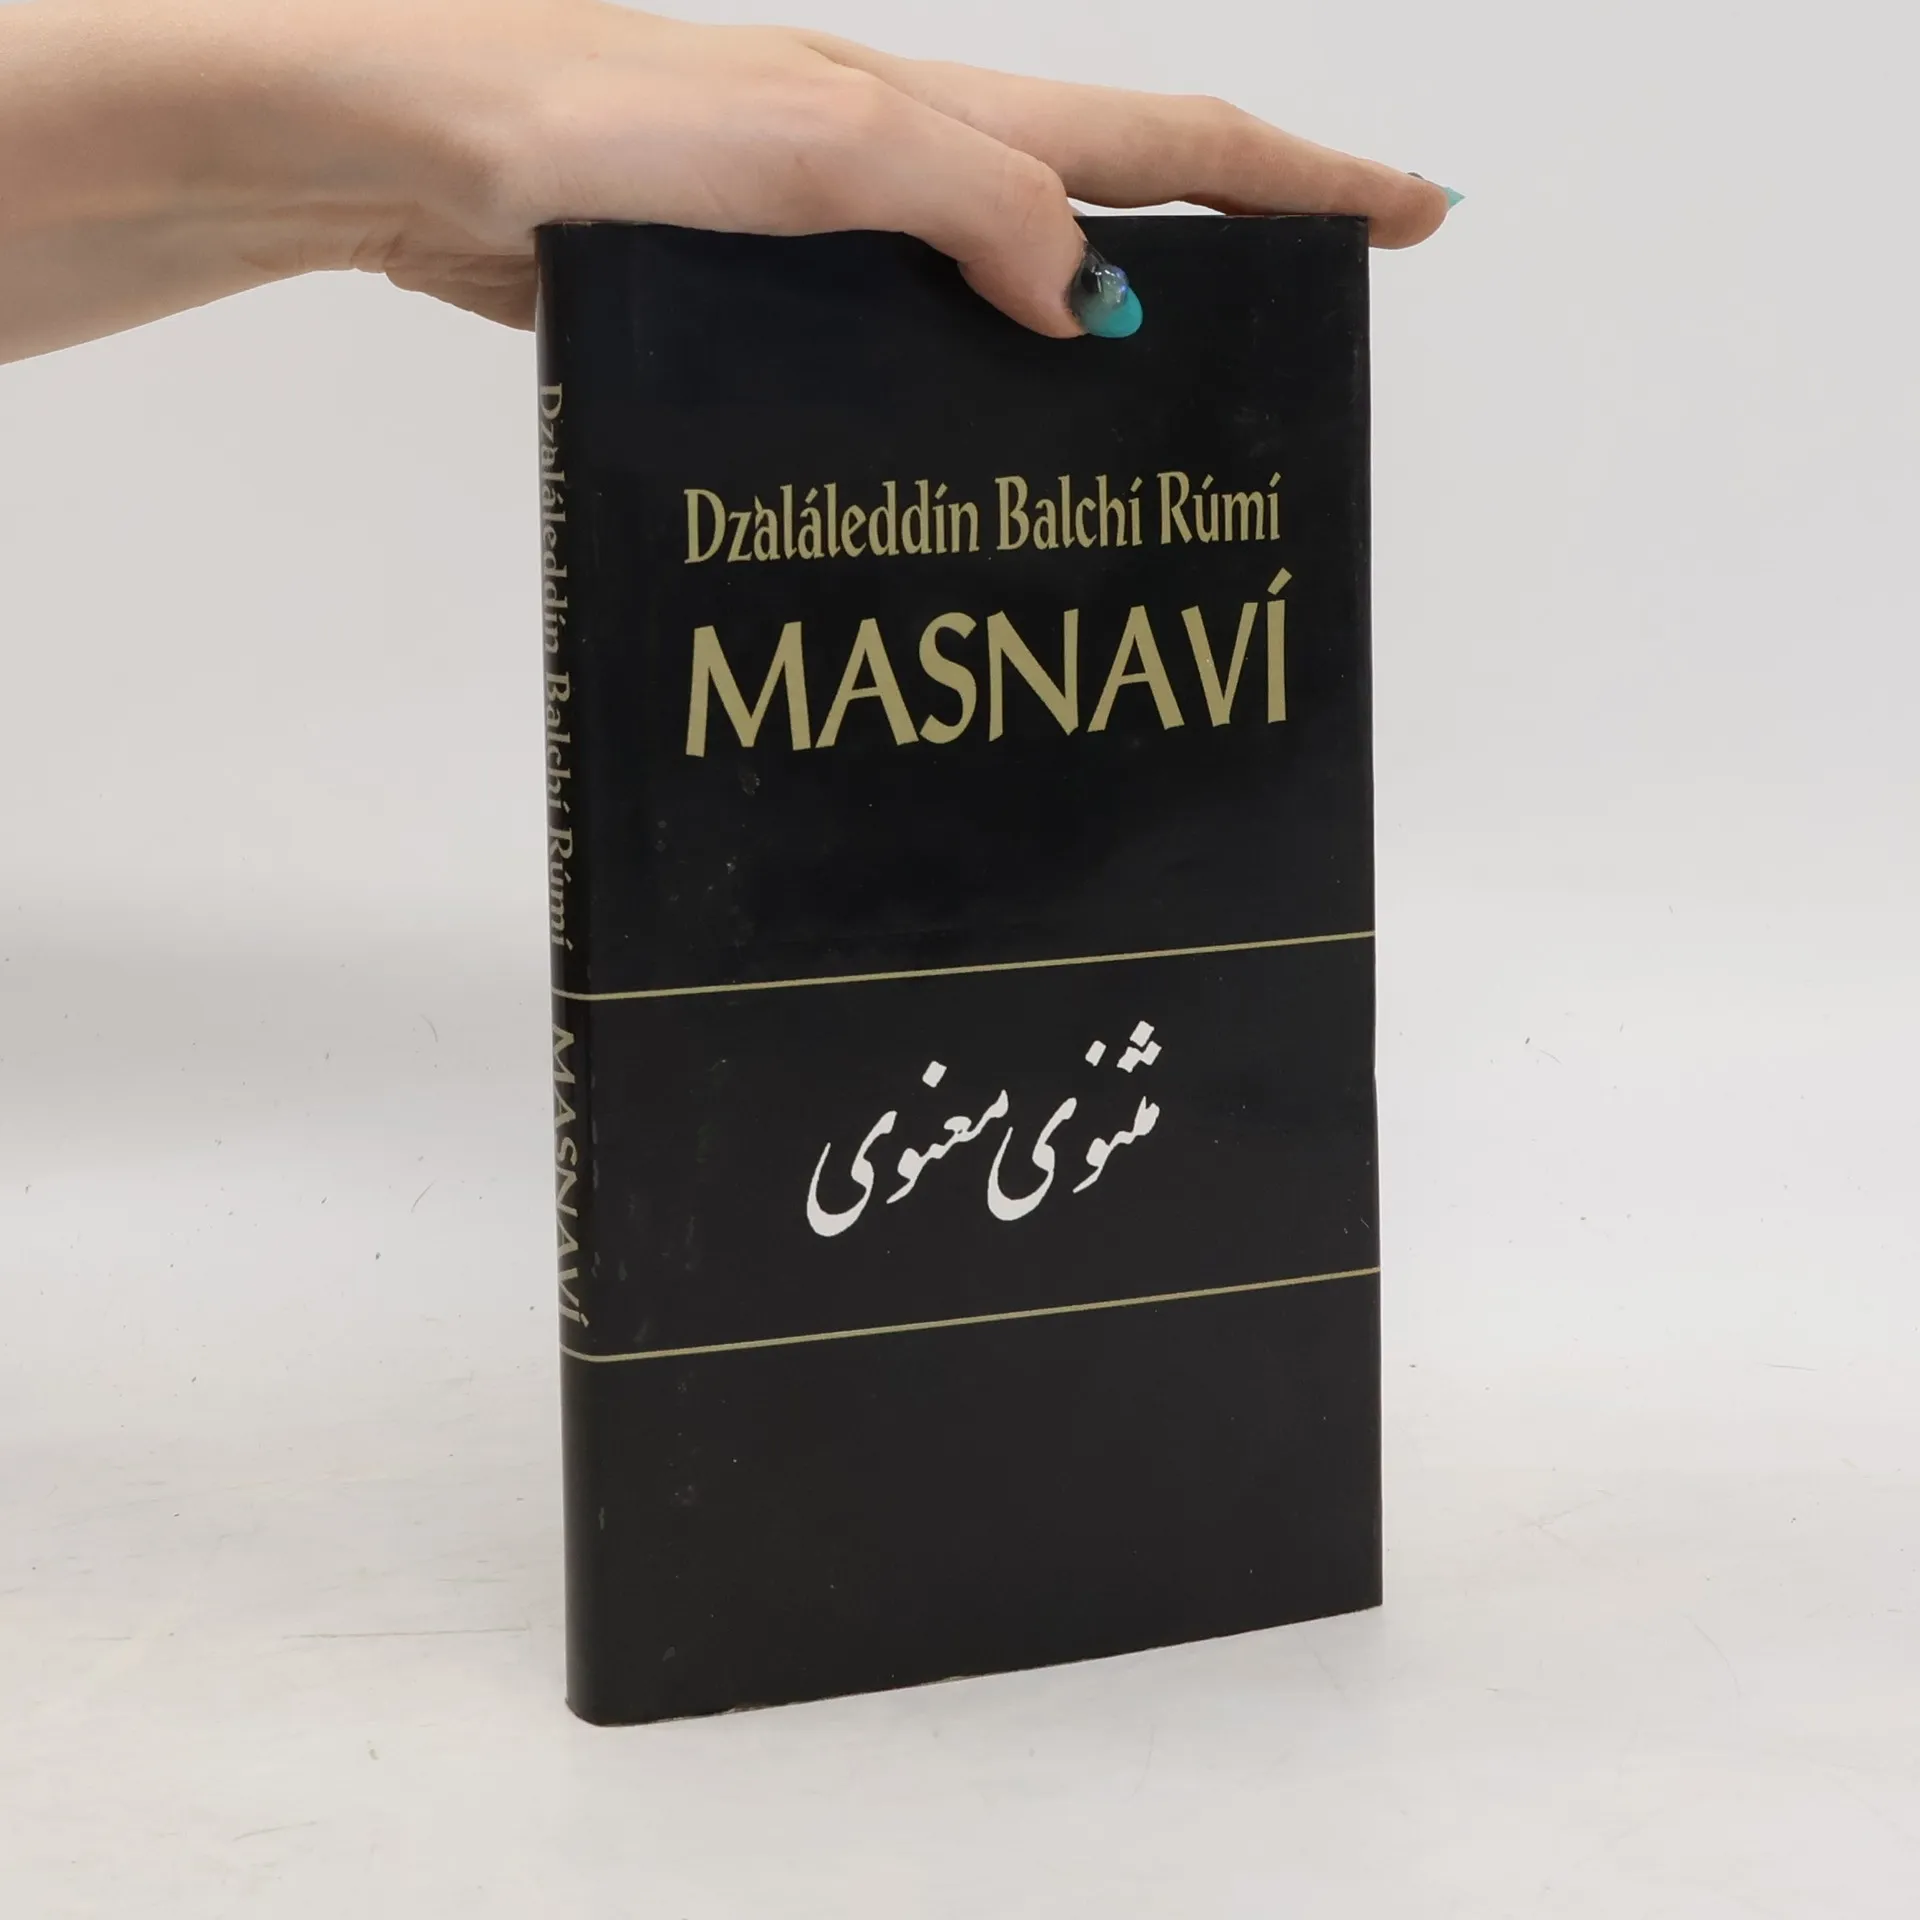 Dzaláleddín Balchí Rúmí
MASNAVÍ
مثنوی معنوی
Dzaláleddín Balchí Rúmí MASNAVÍ